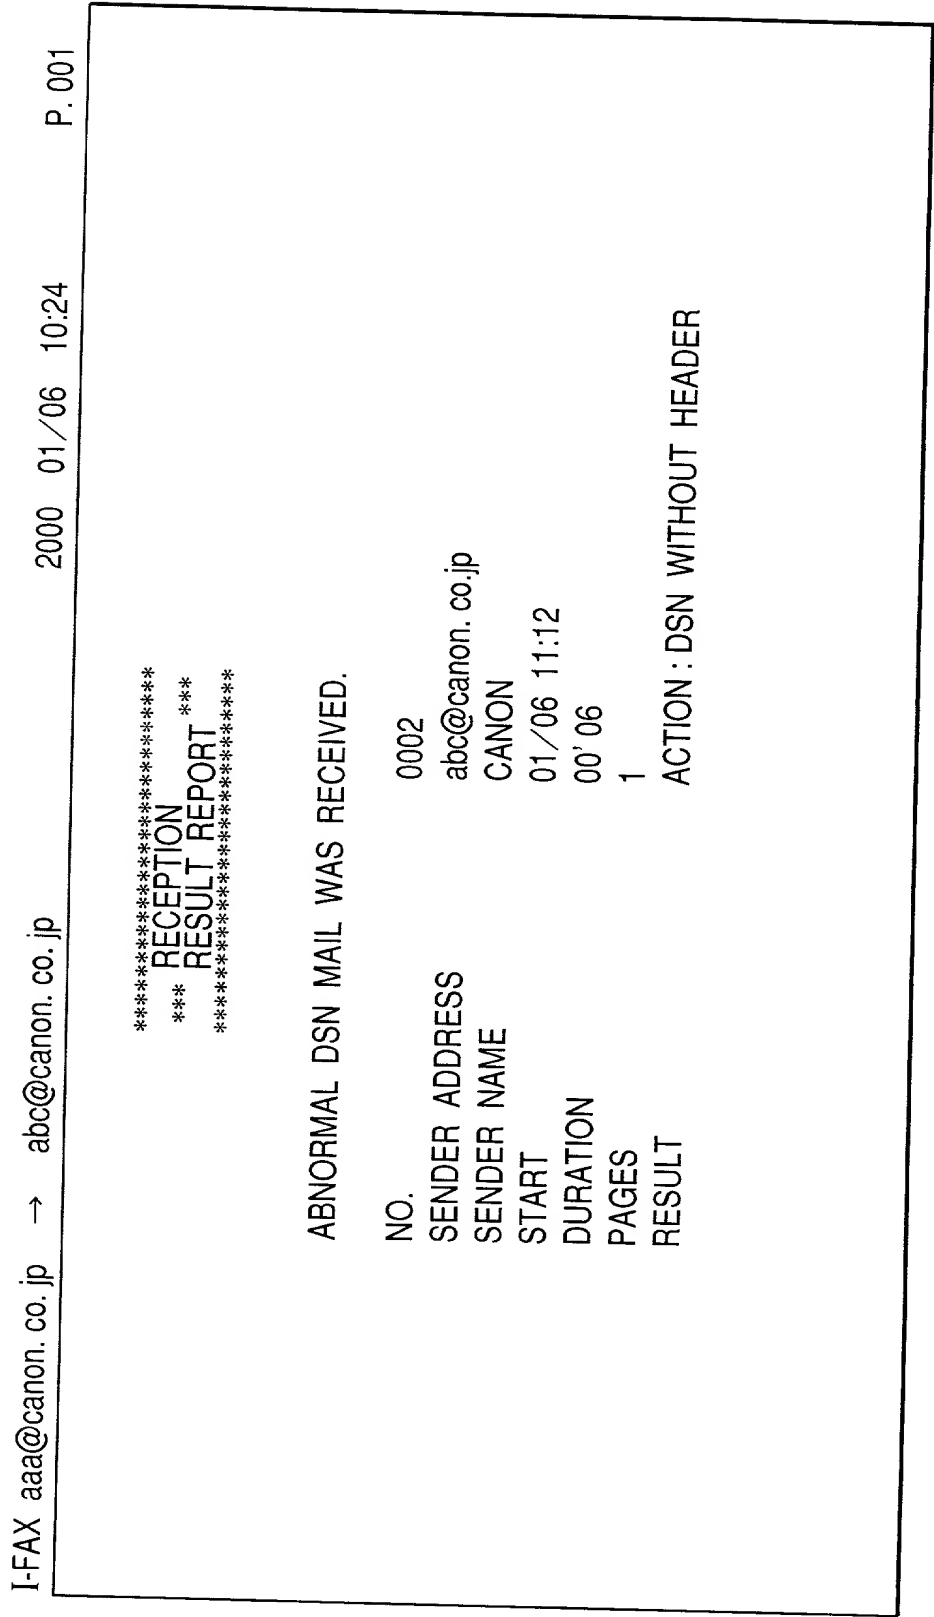 I-FAX aaa@canon. co. jp → abc@canon. co. jp 2000 01/06 10:24 P. 001
*********************************
*** RECEPTION
RESULT REPORT ***
*********************************
ABNORMAL DSN MAIL WAS RECEIVED.
NO. 0002
SENDER ADDRESS abc@canon. co.jp
SENDER NAME CANON
START 01/06 11:12
DURATION 00' 06
PAGES 1
RESULT ACTION : DSN WITHOUT HEADER